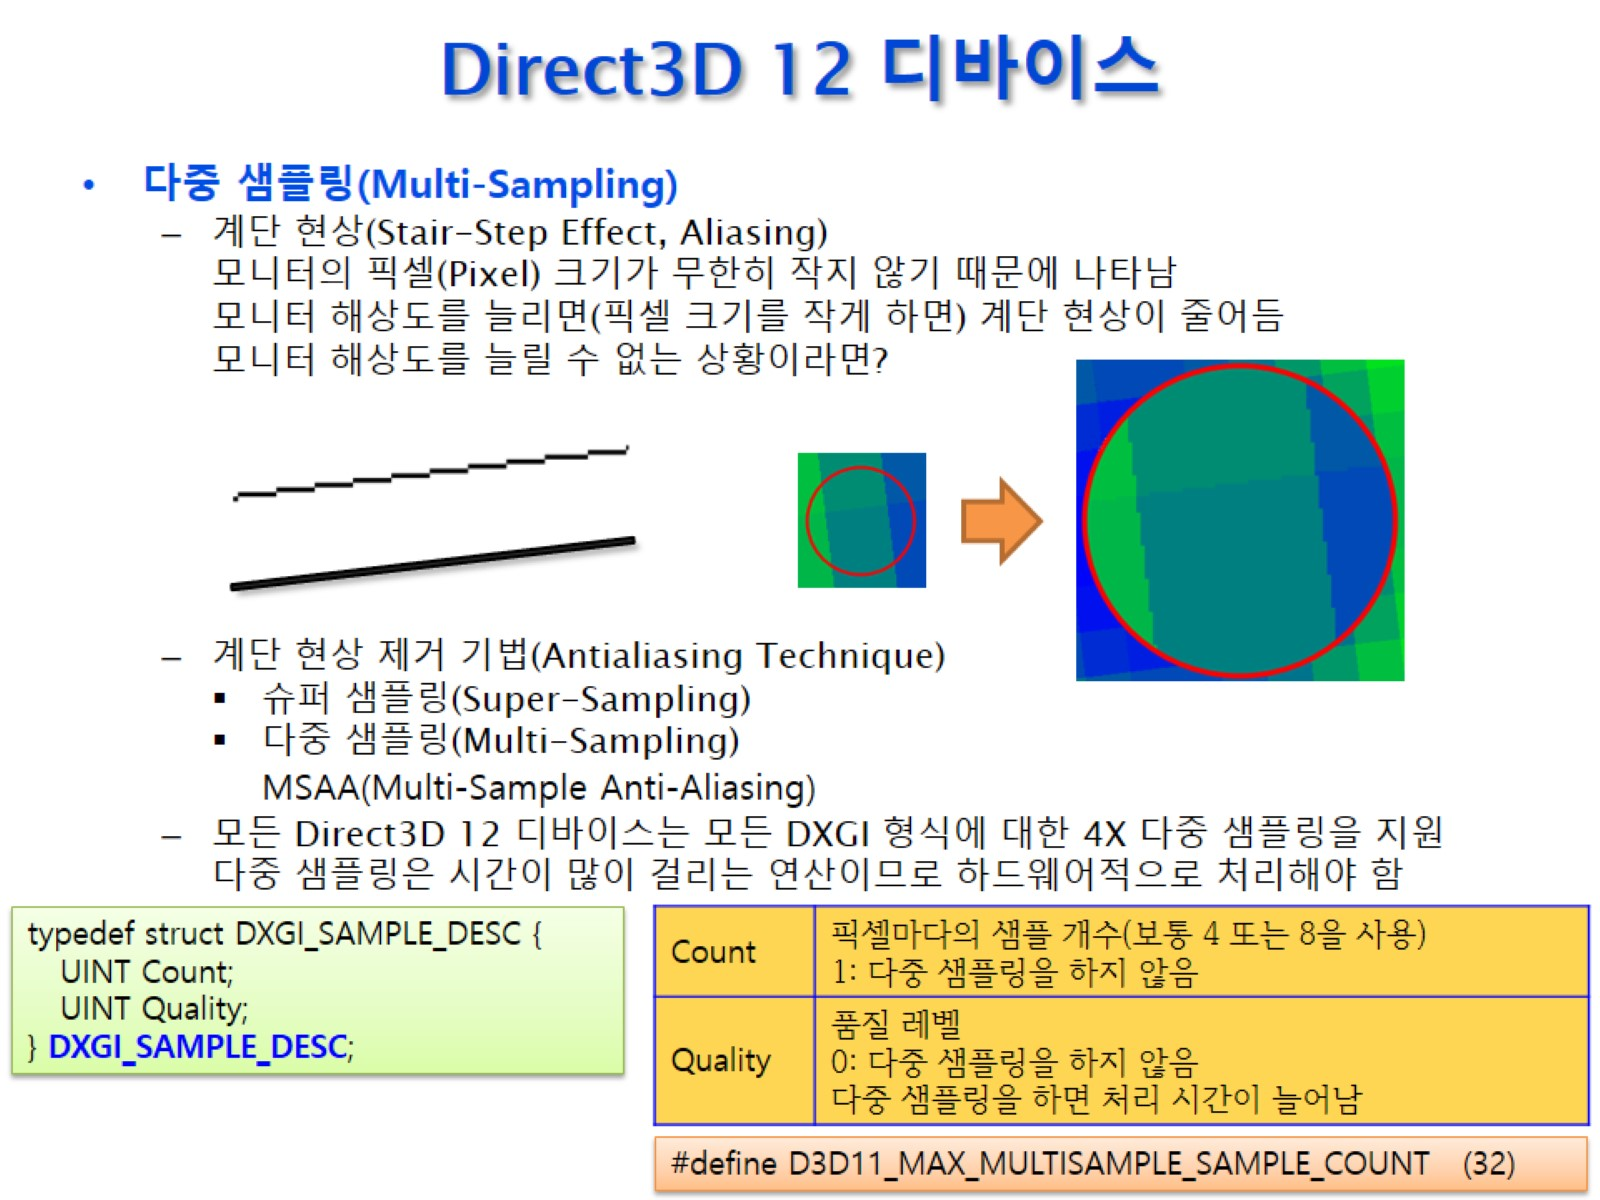 Direct3D 12 디바이스
• 다중 샘플링(Multi-Sampling)
– 계단 현상(Stair-Step Effect, Aliasing)
모니터의 픽셀(Pixel) 크기가 무한히 작지 않기 때문에 나타남
모니터 해상도를 늘리면(픽셀 크기를 작게 하면) 계단 현상이 줄어듬
모니터 해상도를 늘릴 수 없는 상황이라면?
– 계단 현상 제거 기법(Antialiasing Technique)
▪ 슈퍼 샘플링(Super-Sampling)
▪ 다중 샘플링(Multi-Sampling)
MSAA(Multi-Sample Anti-Aliasing)
– 모든 Direct3D 12 디바이스는 모든 DXGI 형식에 대한 4X 다중 샘플링을 지원
다중 샘플링은 시간이 많이 걸리는 연산이므로 하드웨어적으로 처리해야 함
typedef struct DXGI_SAMPLE_DESC {
UINT Count;
UINT Quality;
} DXGI_SAMPLE_DESC;
Count
픽셀마다의 샘플 개수(보통 4 또는 8을 사용)
1: 다중 샘플링을 하지 않음
Quality
품질 레벨
0: 다중 샘플링을 하지 않음
다중 샘플링을 하면 처리 시간이 늘어남
#define D3D11_MAX_MULTISAMPLE_SAMPLE_COUNT (32)